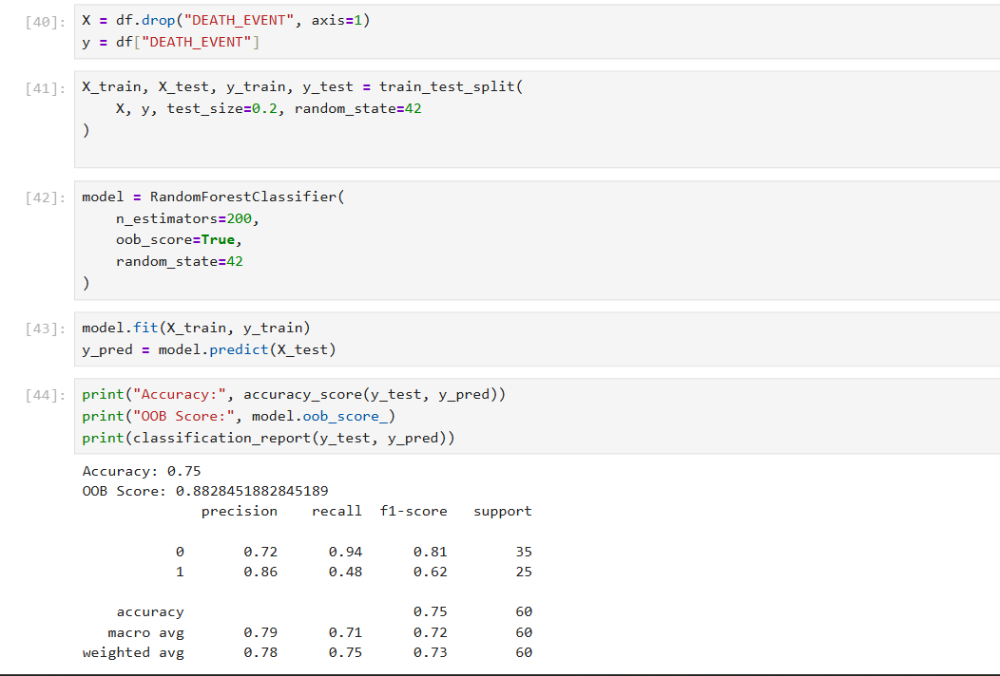 [40]: X = df.drop("DEATH_EVENT", axis=1)
y = df["DEATH_EVENT"]
[41]: X_train, X_test, y_train, y_test = train_test_split(
    X, y, test_size=0.2, random_state=42
)
[42]: model = RandomForestClassifier(
    n_estimators=200,
    oob_score=True,
    random_state=42
)
[43]: model.fit(X_train, y_train)
y_pred = model.predict(X_test)
[44]: print("Accuracy:", accuracy_score(y_test, y_pred))
print("OOB Score:", model.oob_score_)
print(classification_report(y_test, y_pred))
Accuracy: 0.75
OOB Score: 0.8828451882845189
              precision    recall  f1-score   support
           0       0.72      0.94      0.81        35
           1       0.86      0.48      0.62        25
    accuracy                           0.75        60
   macro avg       0.79      0.71      0.72        60
weighted avg       0.78      0.75      0.73        60